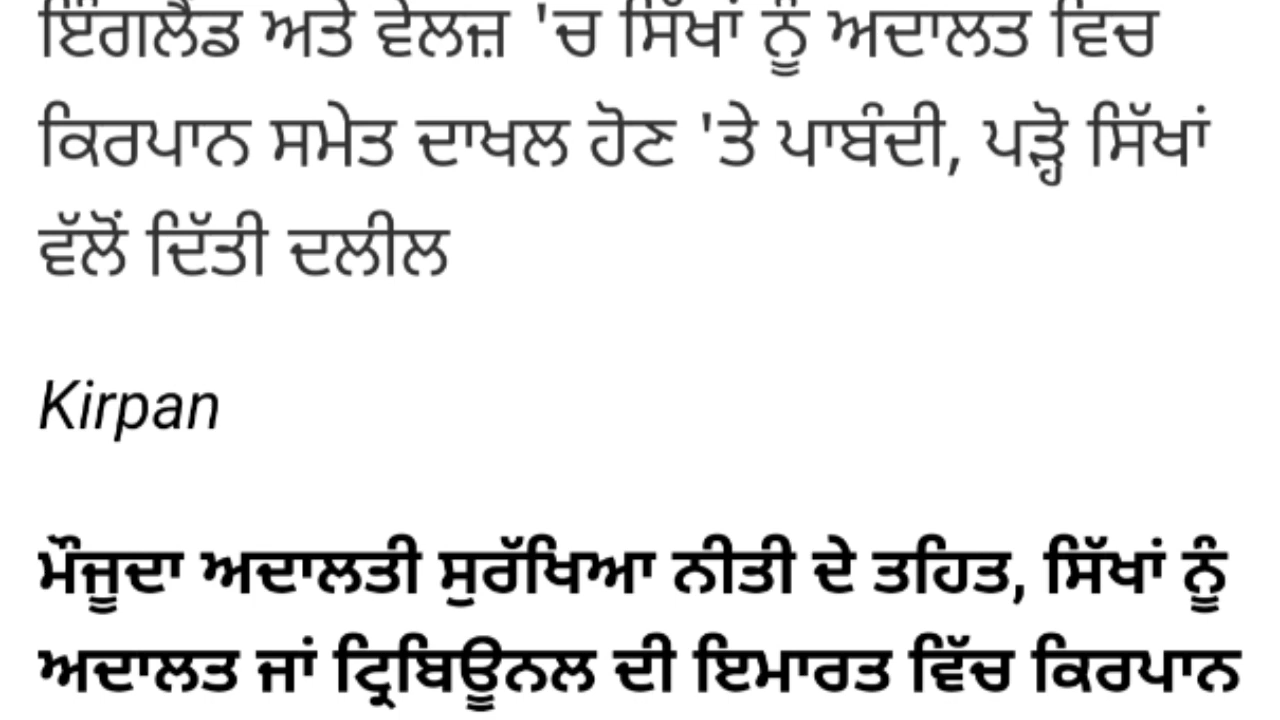 ਇੰਗਲੈਂਡ ਅਤੇ ਵੇਲਜ਼ 'ਚ ਸਿੱਖਾਂ ਨੂੰ ਅਦਾਲਤ ਵਿਚ
ਕਿਰਪਾਨ ਸਮੇਤ ਦਾਖਲ ਹੋਣ 'ਤੇ ਪਾਬੰਦੀ, ਪੜ੍ਹੋ ਸਿੱਖਾਂ
ਵੱਲੋਂ ਦਿੱਤੀ ਦਲੀਲ
Kirpan
ਮੌਜੂਦਾ ਅਦਾਲਤੀ ਸੁਰੱਖਿਆ ਨੀਤੀ ਦੇ ਤਹਿਤ, ਸਿੱਖਾਂ ਨੂੰ
ਅਦਾਲਤ ਜਾਂ ਟ੍ਰਿਬਿਊਨਲ ਦੀ ਇਮਾਰਤ ਵਿੱਚ ਕਿਰਪਾਨ